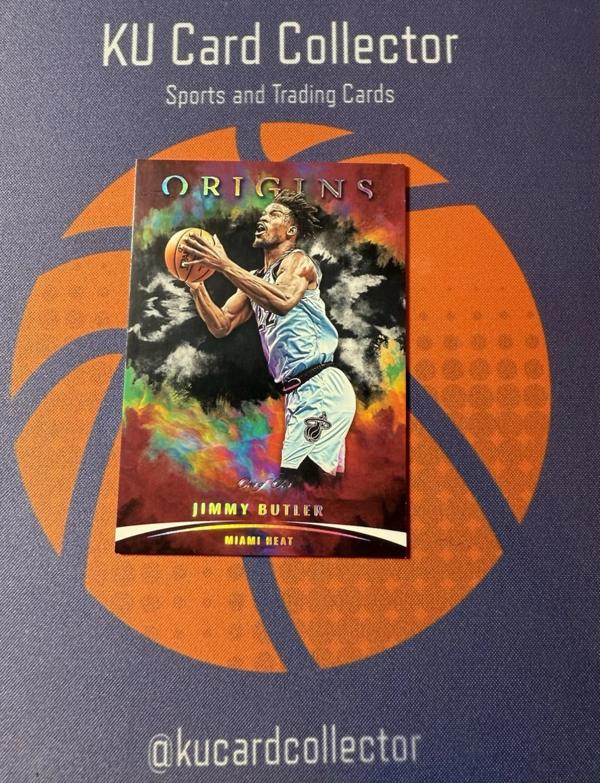 KU Card Collector
Sports and Trading Cards
ORIGINS
JIMMY BUTLER
MIAMI HEAT
@kucardcollector